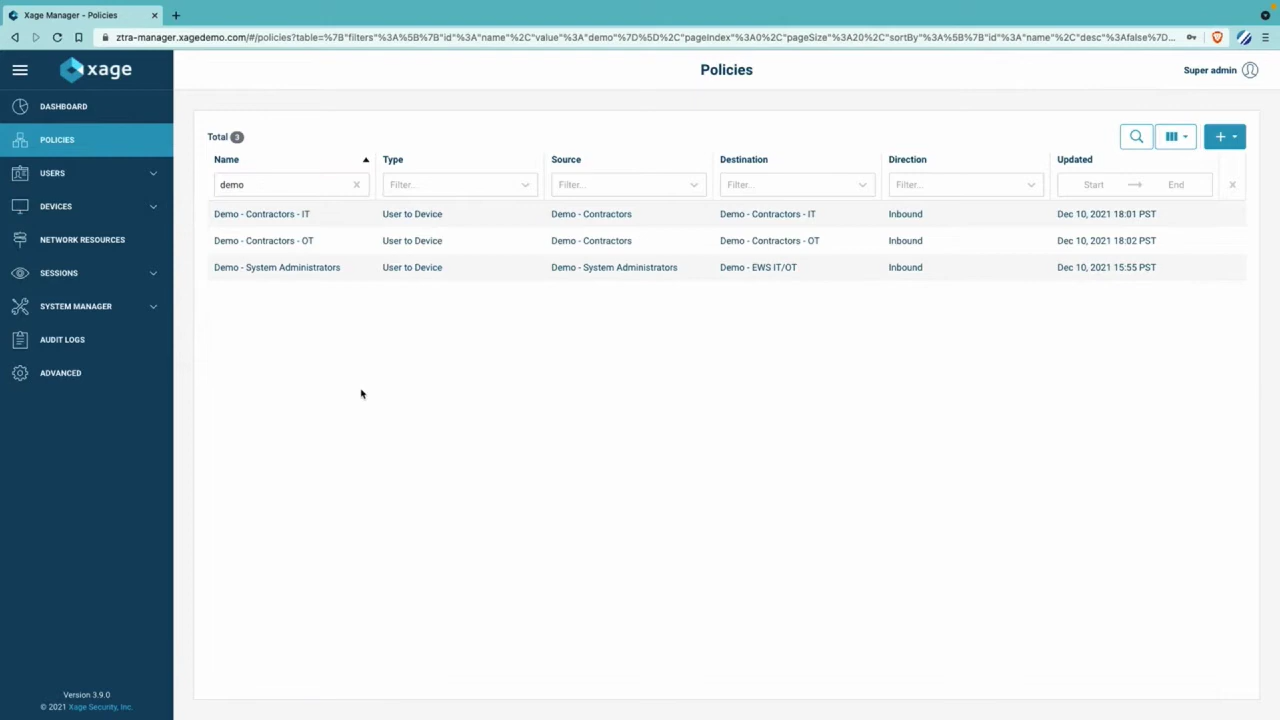 Xage Manager - Policies
ztra-manager.xagedemo.com/#/policies?table=%7B"filters"%3A%5B%7B"id"%3A"name"%2C"value"%3A"demo"%7D%5D%2C"pageIndex"%3A0%2C"pageSize"%3A20%2C"sortBy"%3A%5B%7B"id"%3A"name"%2C"desc"%3Afalse%7D...
xage
Policies
Super admin
DASHBOARD
POLICIES
USERS
DEVICES
NETWORK RESOURCES
SESSIONS
SYSTEM MANAGER
AUDIT LOGS
ADVANCED
Total 3
Name Type Source Destination Direction Updated
demo Filter... Filter... Filter... Filter... Start End
Demo - Contractors - IT User to Device Demo - Contractors Demo - Contractors - IT Inbound Dec 10, 2021 18:01 PST
Demo - Contractors - OT User to Device Demo - Contractors Demo - Contractors - OT Inbound Dec 10, 2021 18:02 PST
Demo - System Administrators User to Device Demo - System Administrators Demo - EWS IT/OT Inbound Dec 10, 2021 15:55 PST
Version 3.9.0
© 2021 Xage Security, Inc.